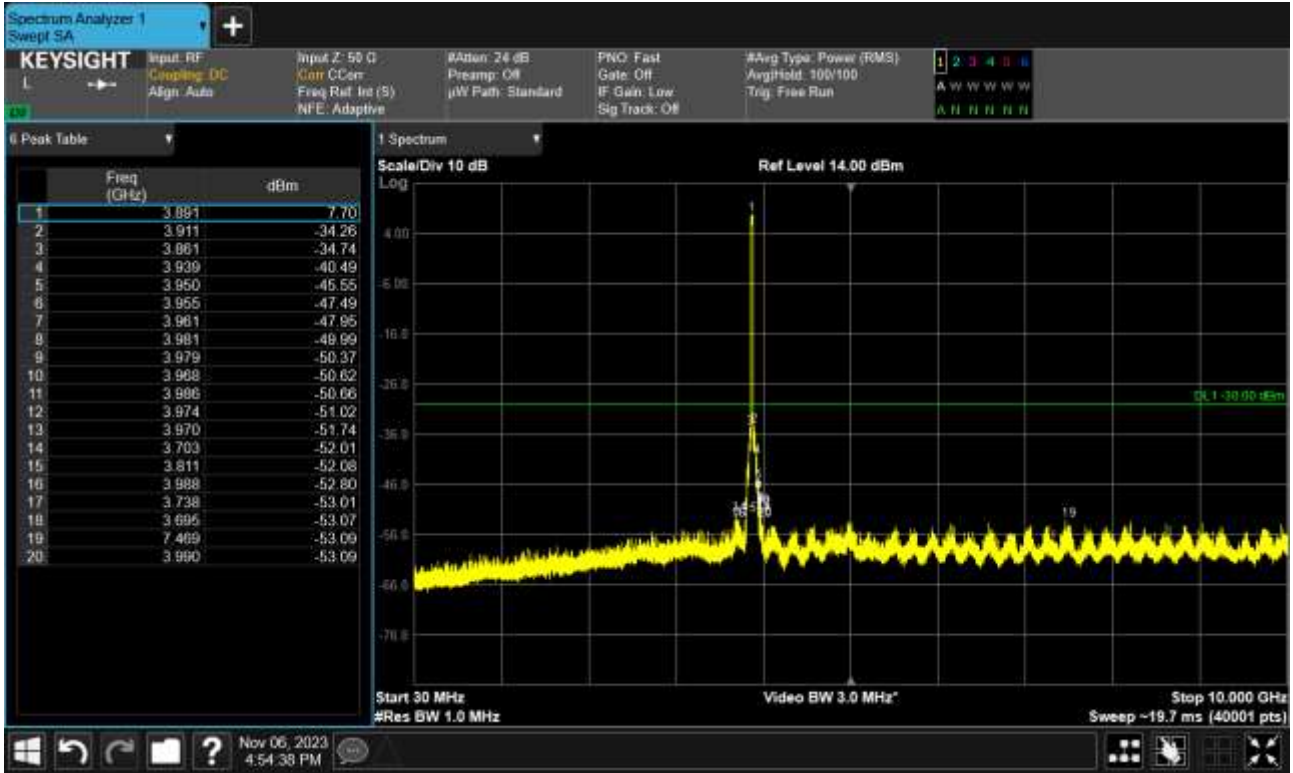 Spectrum Analyzer 1
Swept SA
+
KEYSIGHT
L
Input: RF
Coupling: DC
Align: Auto
Input Z: 50 Ω
Corr CCorr
Freq Ref: Int (S)
NFE: Adaptive
#Atten: 24 dB
Preamp: Off
µW Path: Standard
PNO: Fast
Gate: Off
IF Gain: Low
Sig Track: Off
#Avg Type: Power (RMS)
Avg|Hold: 100/100
Trig: Free Run
1 2 3 4 5 6
A W W W W W
A N N N N N
6 Peak Table
Freq (GHz) dBm
1 3.891 7.70
2 3.911 -34.26
3 3.861 -34.74
4 3.939 -40.49
5 3.950 -45.55
6 3.955 -47.49
7 3.961 -47.95
8 3.981 -49.99
9 3.979 -50.37
10 3.968 -50.62
11 3.986 -50.66
12 3.974 -51.02
13 3.970 -51.74
14 3.703 -52.01
15 3.811 -52.08
16 3.988 -52.80
17 3.738 -53.01
18 3.695 -53.07
19 7.469 -53.09
20 3.990 -53.09
1 Spectrum
Scale/Div 10 dB
Ref Level 14.00 dBm
Log
1
4.00
-6.00
-16.0
-26.0
DL1 -30.00 dBm
-36.0
-46.0
19
-56.0
-66.0
-76.0
Start 30 MHz
Video BW 3.0 MHz*
Stop 10.000 GHz
#Res BW 1.0 MHz
Sweep ~19.7 ms (40001 pts)
?
Nov 06, 2023
4:54:38 PM